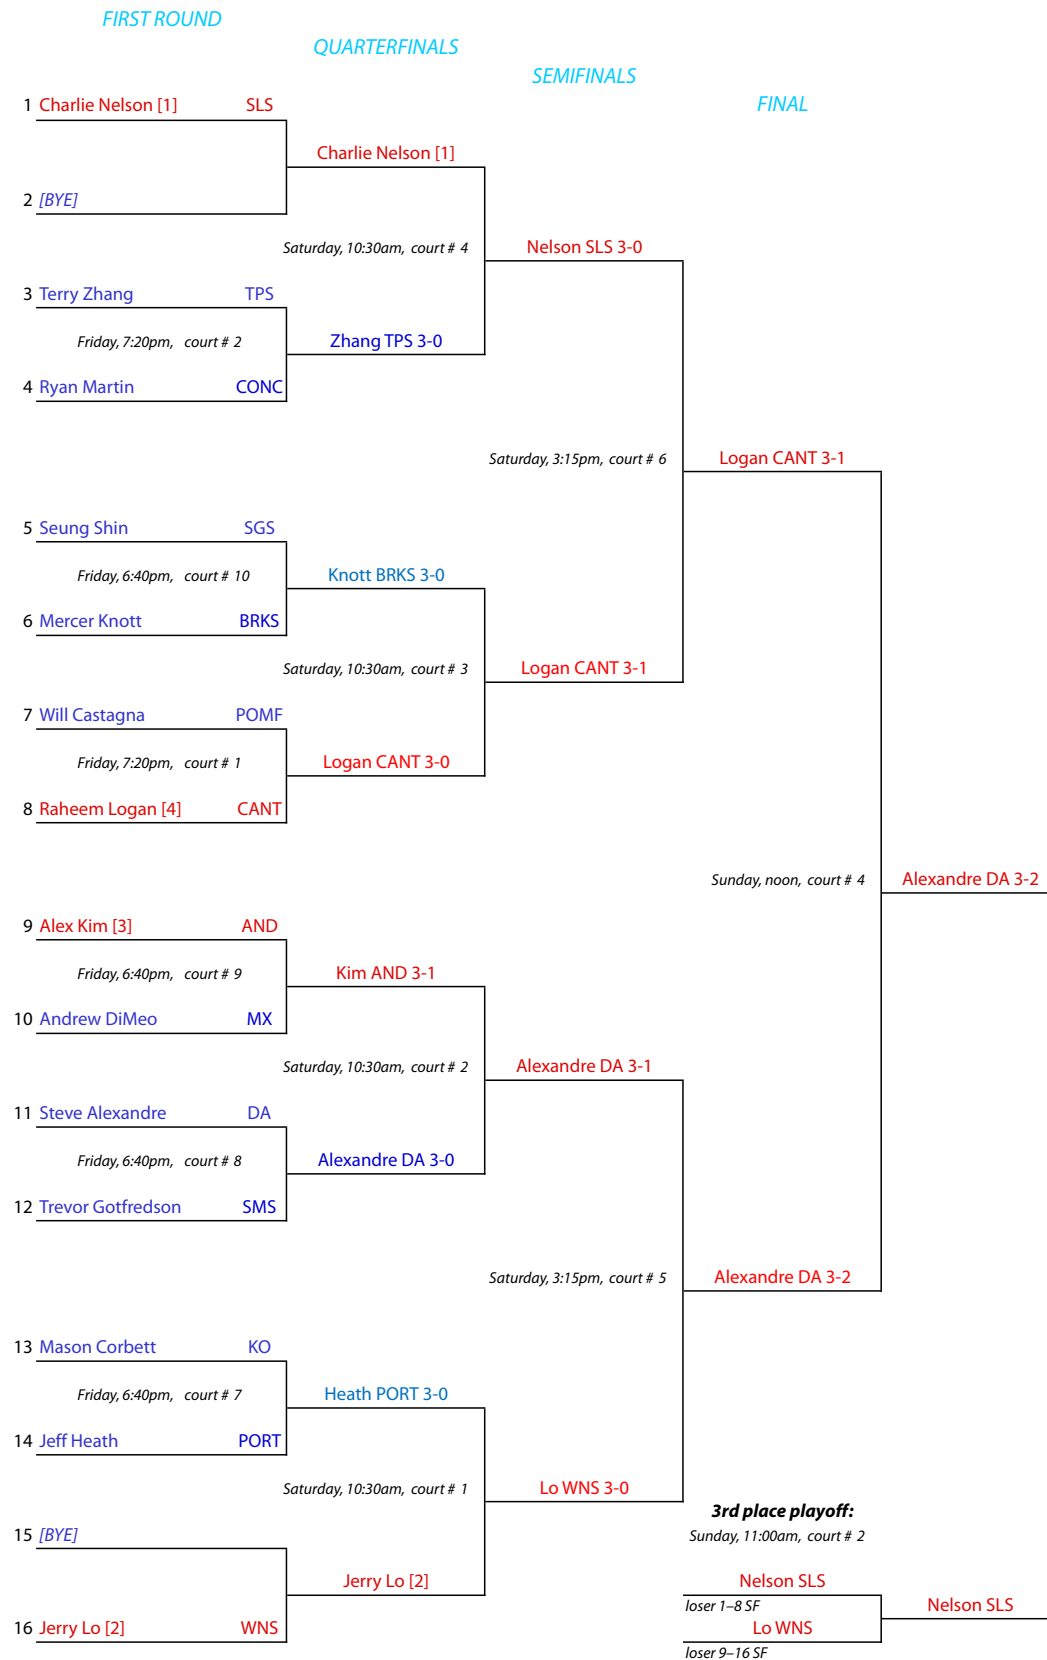 FIRST ROUND
QUARTERFINALS
SEMIFINALS
FINAL
1 Charlie Nelson [1] SLS
Charlie Nelson [1]
2 [BYE]
Saturday, 10:30am, court # 4
Nelson SLS 3-0
3 Terry Zhang TPS
Friday, 7:20pm, court # 2
Zhang TPS 3-0
4 Ryan Martin CONC
Saturday, 3:15pm, court # 6
Logan CANT 3-1
5 Seung Shin SGS
Friday, 6:40pm, court # 10
Knott BRKS 3-0
6 Mercer Knott BRKS
Saturday, 10:30am, court # 3
Logan CANT 3-1
7 Will Castagna POMF
Friday, 7:20pm, court # 1
Logan CANT 3-0
8 Raheem Logan [4] CANT
Sunday, noon, court # 4
Alexandre DA 3-2
9 Alex Kim [3] AND
Friday, 6:40pm, court # 9
Kim AND 3-1
10 Andrew DiMeo MX
Saturday, 10:30am, court # 2
Alexandre DA 3-1
11 Steve Alexandre DA
Friday, 6:40pm, court # 8
Alexandre DA 3-0
12 Trevor Gotfredson SMS
Saturday, 3:15pm, court # 5
Alexandre DA 3-2
13 Mason Corbett KO
Friday, 6:40pm, court # 7
Heath PORT 3-0
14 Jeff Heath PORT
Saturday, 10:30am, court # 1
Lo WNS 3-0
3rd place playoff:
15 [BYE]
Sunday, 11:00am, court # 2
Jerry Lo [2]
Nelson SLS
loser 1–8 SF
Nelson SLS
16 Jerry Lo [2] WNS
Lo WNS
loser 9–16 SF